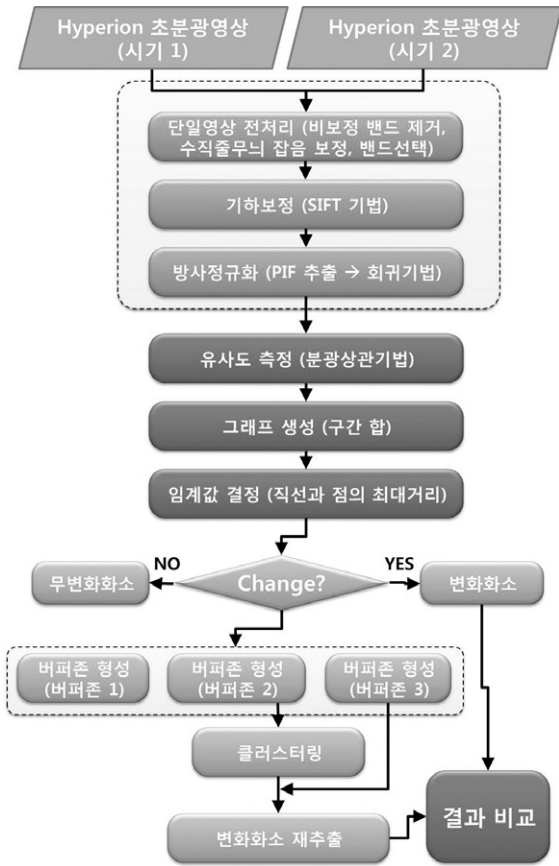 Hyperion 초분광영상
(시기 1)
Hyperion 초분광영상
(시기 2)
단일영상 전처리 (비보정 밴드 제거,
수직줄무늬 잡음 보정, 밴드선택)
기하보정 (SIFT 기법)
방사정규화 (PIF 추출 → 회귀기법)
유사도 측정 (분광상관기법)
그래프 생성 (구간 합)
임계값 결정 (직선과 점의 최대거리)
무변화화소
NO
Change?
YES
변화화소
버퍼존 형성
(버퍼존 1)
버퍼존 형성
(버퍼존 2)
버퍼존 형성
(버퍼존 3)
클러스터링
변화화소 재추출
결과 비교